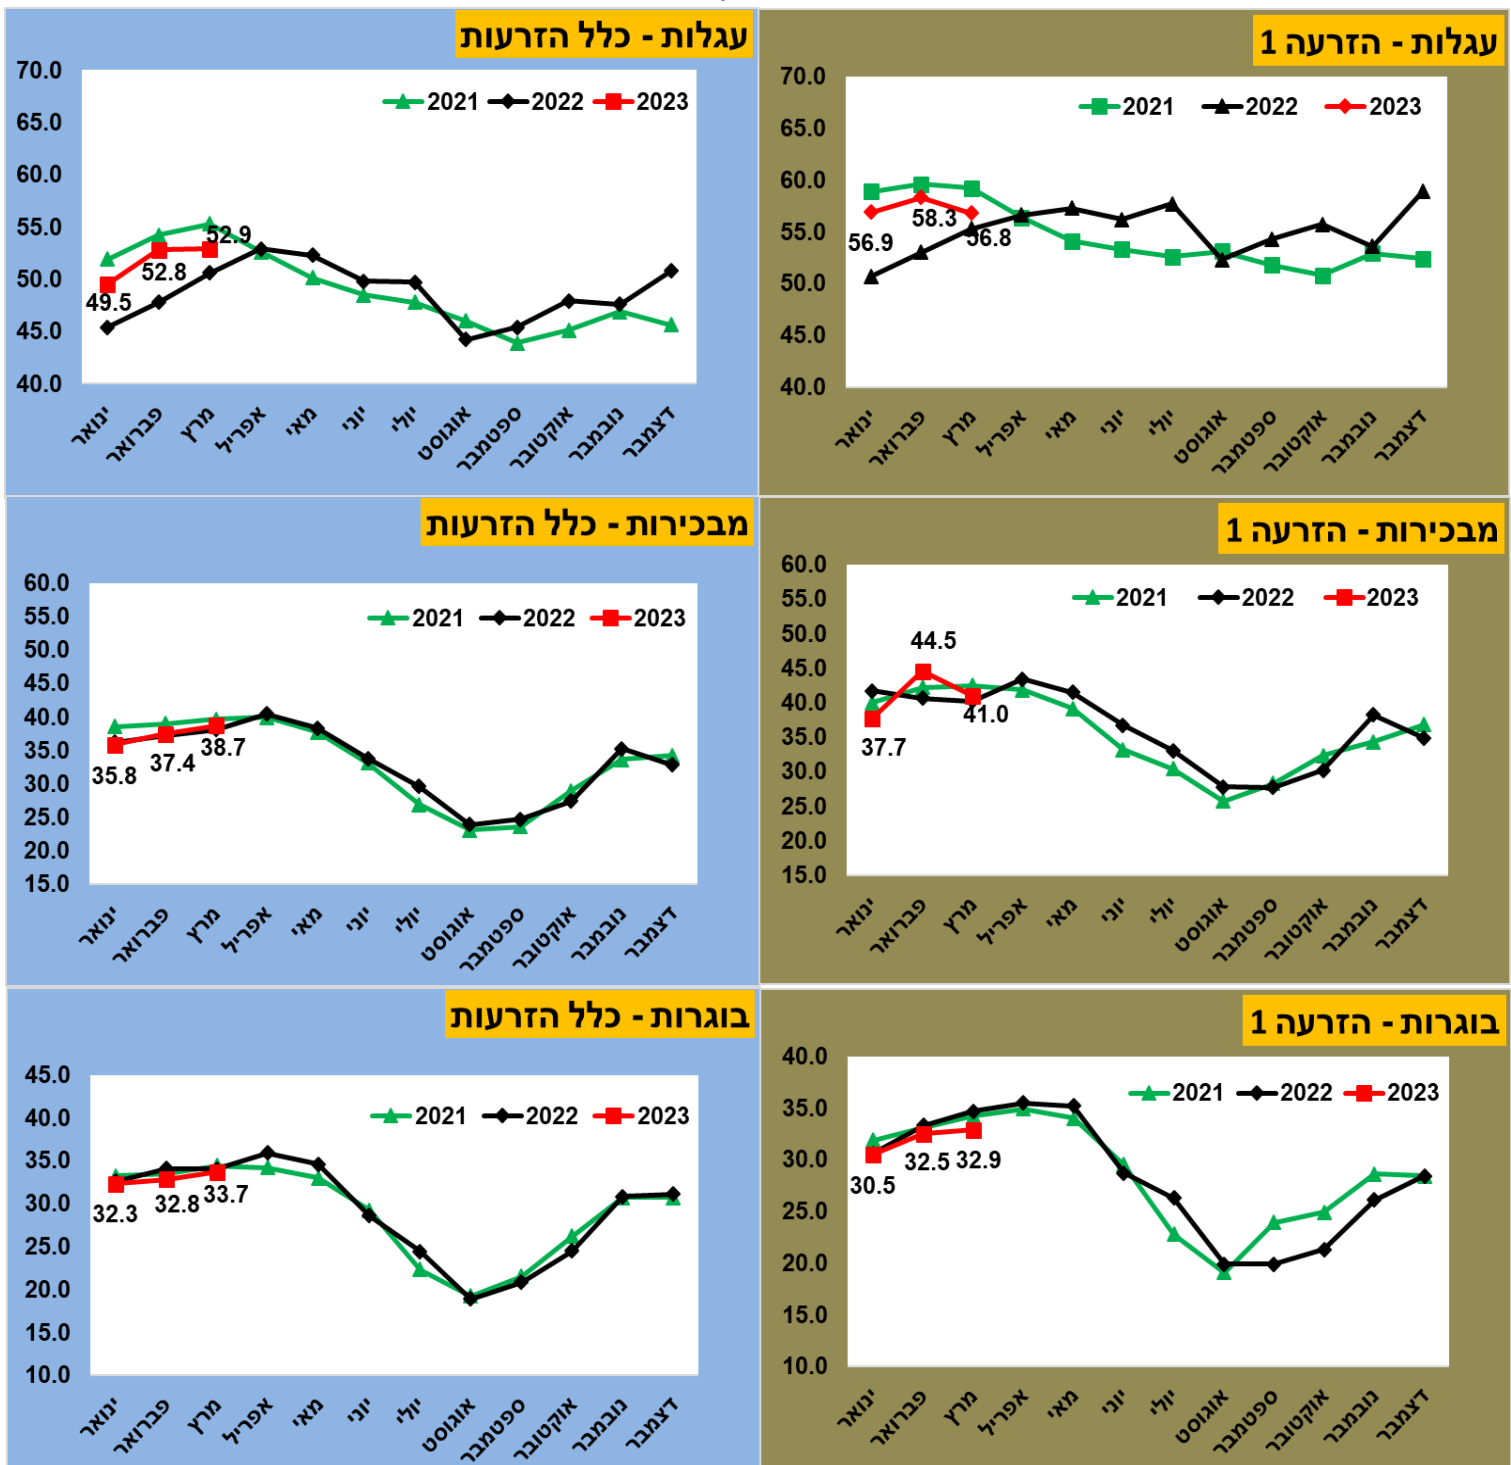 עגלות - הזרעה 1
70.0
65.0
60.0
55.0
50.0
45.0
40.0
2021 2022 2023
56.9
58.3
56.8
ינואר
פברואר
מרץ
אפריל
מאי
יוני
יולי
אוגוסט
ספטמבר
אוקטובר
נובמבר
דצמבר
עגלות - כלל הזרעות
70.0
65.0
60.0
55.0
50.0
45.0
40.0
2021 2022 2023
49.5
52.8
52.9
ינואר
פברואר
מרץ
אפריל
מאי
יוני
יולי
אוגוסט
ספטמבר
אוקטובר
נובמבר
דצמבר
מבכירות - הזרעה 1
60.0
55.0
50.0
45.0
40.0
35.0
30.0
25.0
20.0
15.0
2021 2022 2023
37.7
44.5
41.0
ינואר
פברואר
מרץ
אפריל
מאי
יוני
יולי
אוגוסט
ספטמבר
אוקטובר
נובמבר
דצמבר
מבכירות - כלל הזרעות
60.0
55.0
50.0
45.0
40.0
35.0
30.0
25.0
20.0
15.0
2021 2022 2023
35.8
37.4
38.7
ינואר
פברואר
מרץ
אפריל
מאי
יוני
יולי
אוגוסט
ספטמבר
אוקטובר
נובמבר
דצמבר
בוגרות - הזרעה 1
40.0
35.0
30.0
25.0
20.0
15.0
10.0
2021 2022 2023
30.5
32.5
32.9
ינואר
פברואר
מרץ
אפריל
מאי
יוני
יולי
אוגוסט
ספטמבר
אוקטובר
נובמבר
דצמבר
בוגרות - כלל הזרעות
45.0
40.0
35.0
30.0
25.0
20.0
15.0
10.0
2021 2022 2023
32.3
32.8
33.7
ינואר
פברואר
מרץ
אפריל
מאי
יוני
יולי
אוגוסט
ספטמבר
אוקטובר
נובמבר
דצמבר